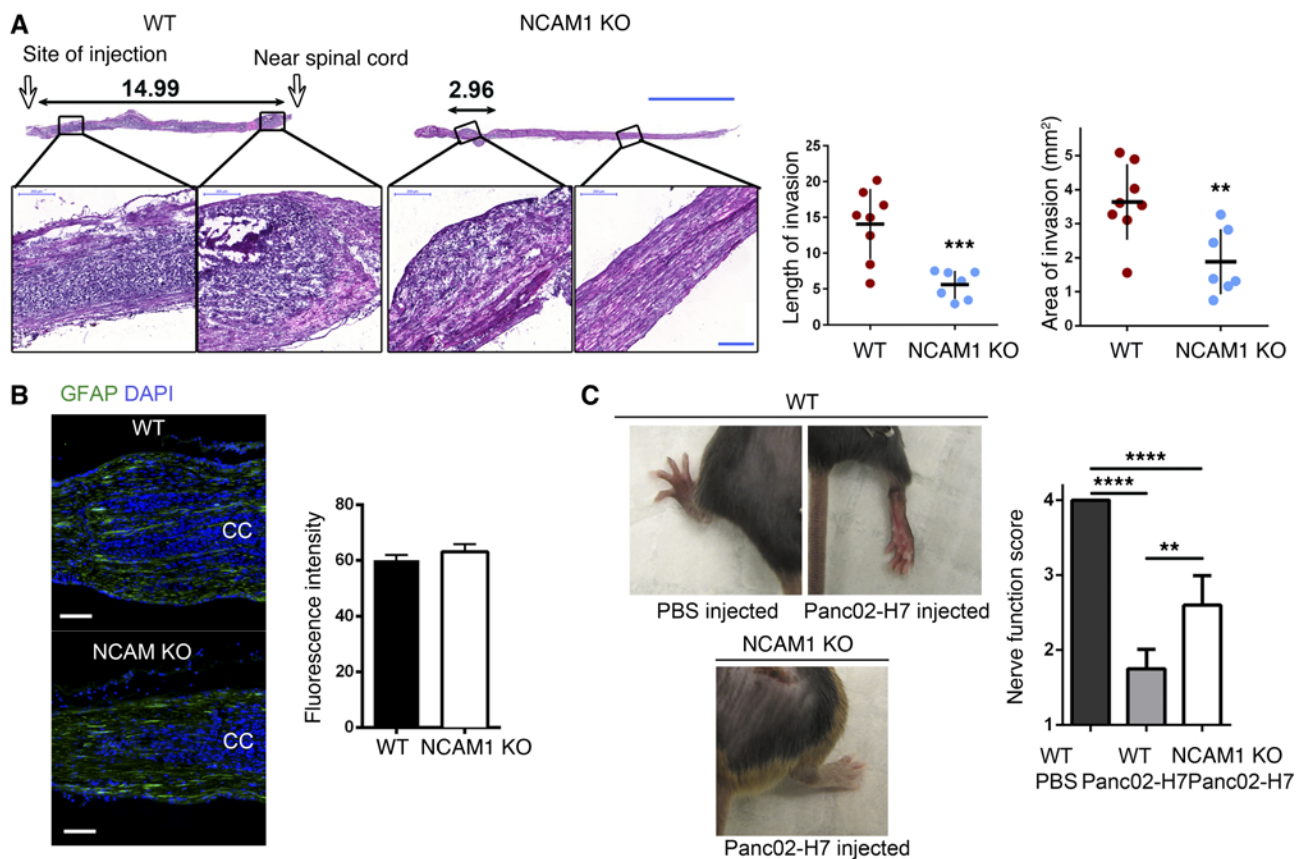 A
WT
NCAM1 KO
Site of injection
Near spinal cord
14.99
2.96
Length of invasion
25
20
15
10
5
0
***
WT
NCAM1 KO
Area of invasion (mm²)
5
4
3
2
1
0
**
WT
NCAM1 KO
B
GFAP DAPI
WT
CC
NCAM KO
CC
Fluorescence intensity
80
60
40
20
0
WT
NCAM1 KO
C
WT
PBS injected
Panc02-H7 injected
NCAM1 KO
Panc02-H7 injected
Nerve function score
4
3
2
1
****
****
**
WT WT NCAM1 KO
PBS Panc02-H7 Panc02-H7